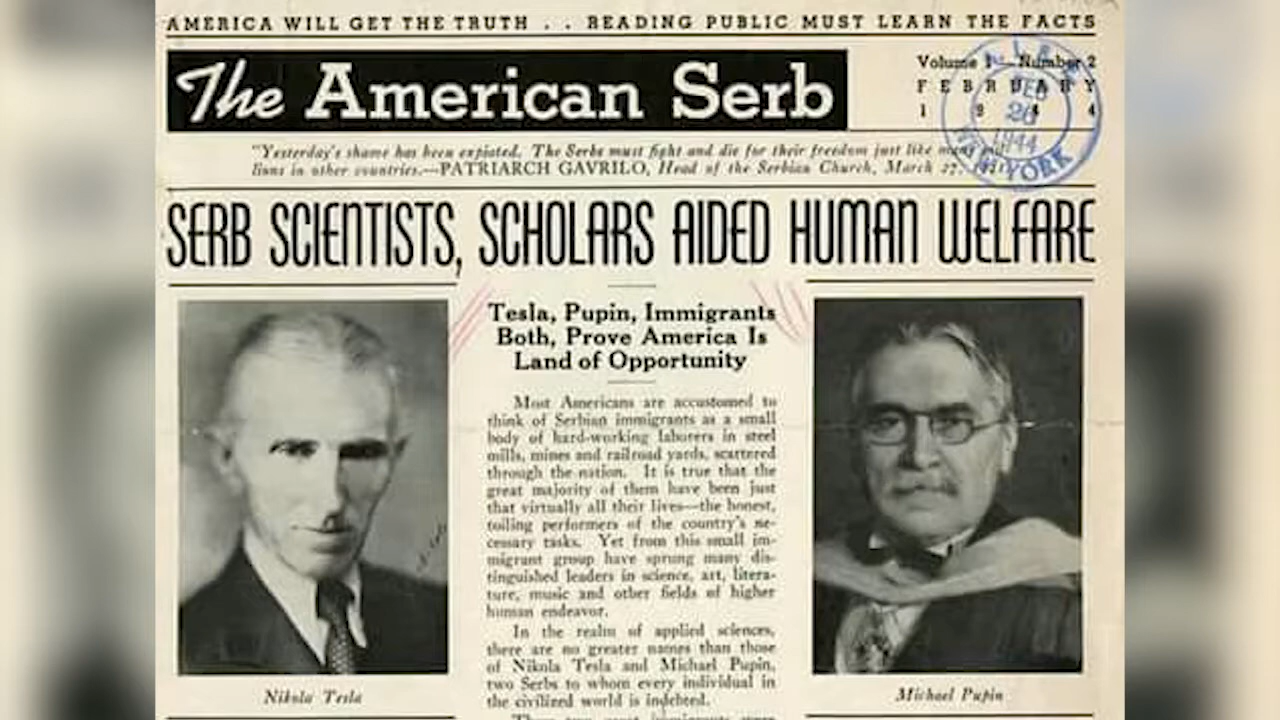 AMERICA WILL GET THE TRUTH . . READING PUBLIC MUST LEARN THE FACTS
The American Serb
Volume 1—Number 2
FEBRUARY
1944
FEB
26
1944
YORK
"Yesterday's shame has been expiated. The Serbs must fight and die for their freedom just like
lions in other countries.—PATRIARCH GAVRILO, Head of the Serbian Church, March 27,
SERB SCIENTISTS, SCHOLARS AIDED HUMAN WELFARE
Tesla, Pupin, Immigrants
Both, Prove America Is
Land of Opportunity
Most Americans are accustomed to
think of Serbian immigrants as a small
body of hard-working laborers in steel
mills, mines and railroad yards, scattered
through the nation. It is true that the
great majority of them have been just
that virtually all their lives—the honest,
toiling performers of the country's ne-
cessary tasks. Yet from this small im-
migrant group have sprung many dis-
tinguished leaders in science, art, litera-
ture, music and other fields of higher
human endeavor.
In the realm of applied sciences,
there are no greater names than those
of Nikola Tesla and Michael Pupin,
two Serbs to whom every individual in
the civilized world is indebted.
Nikola Tesla
Michael Pupin